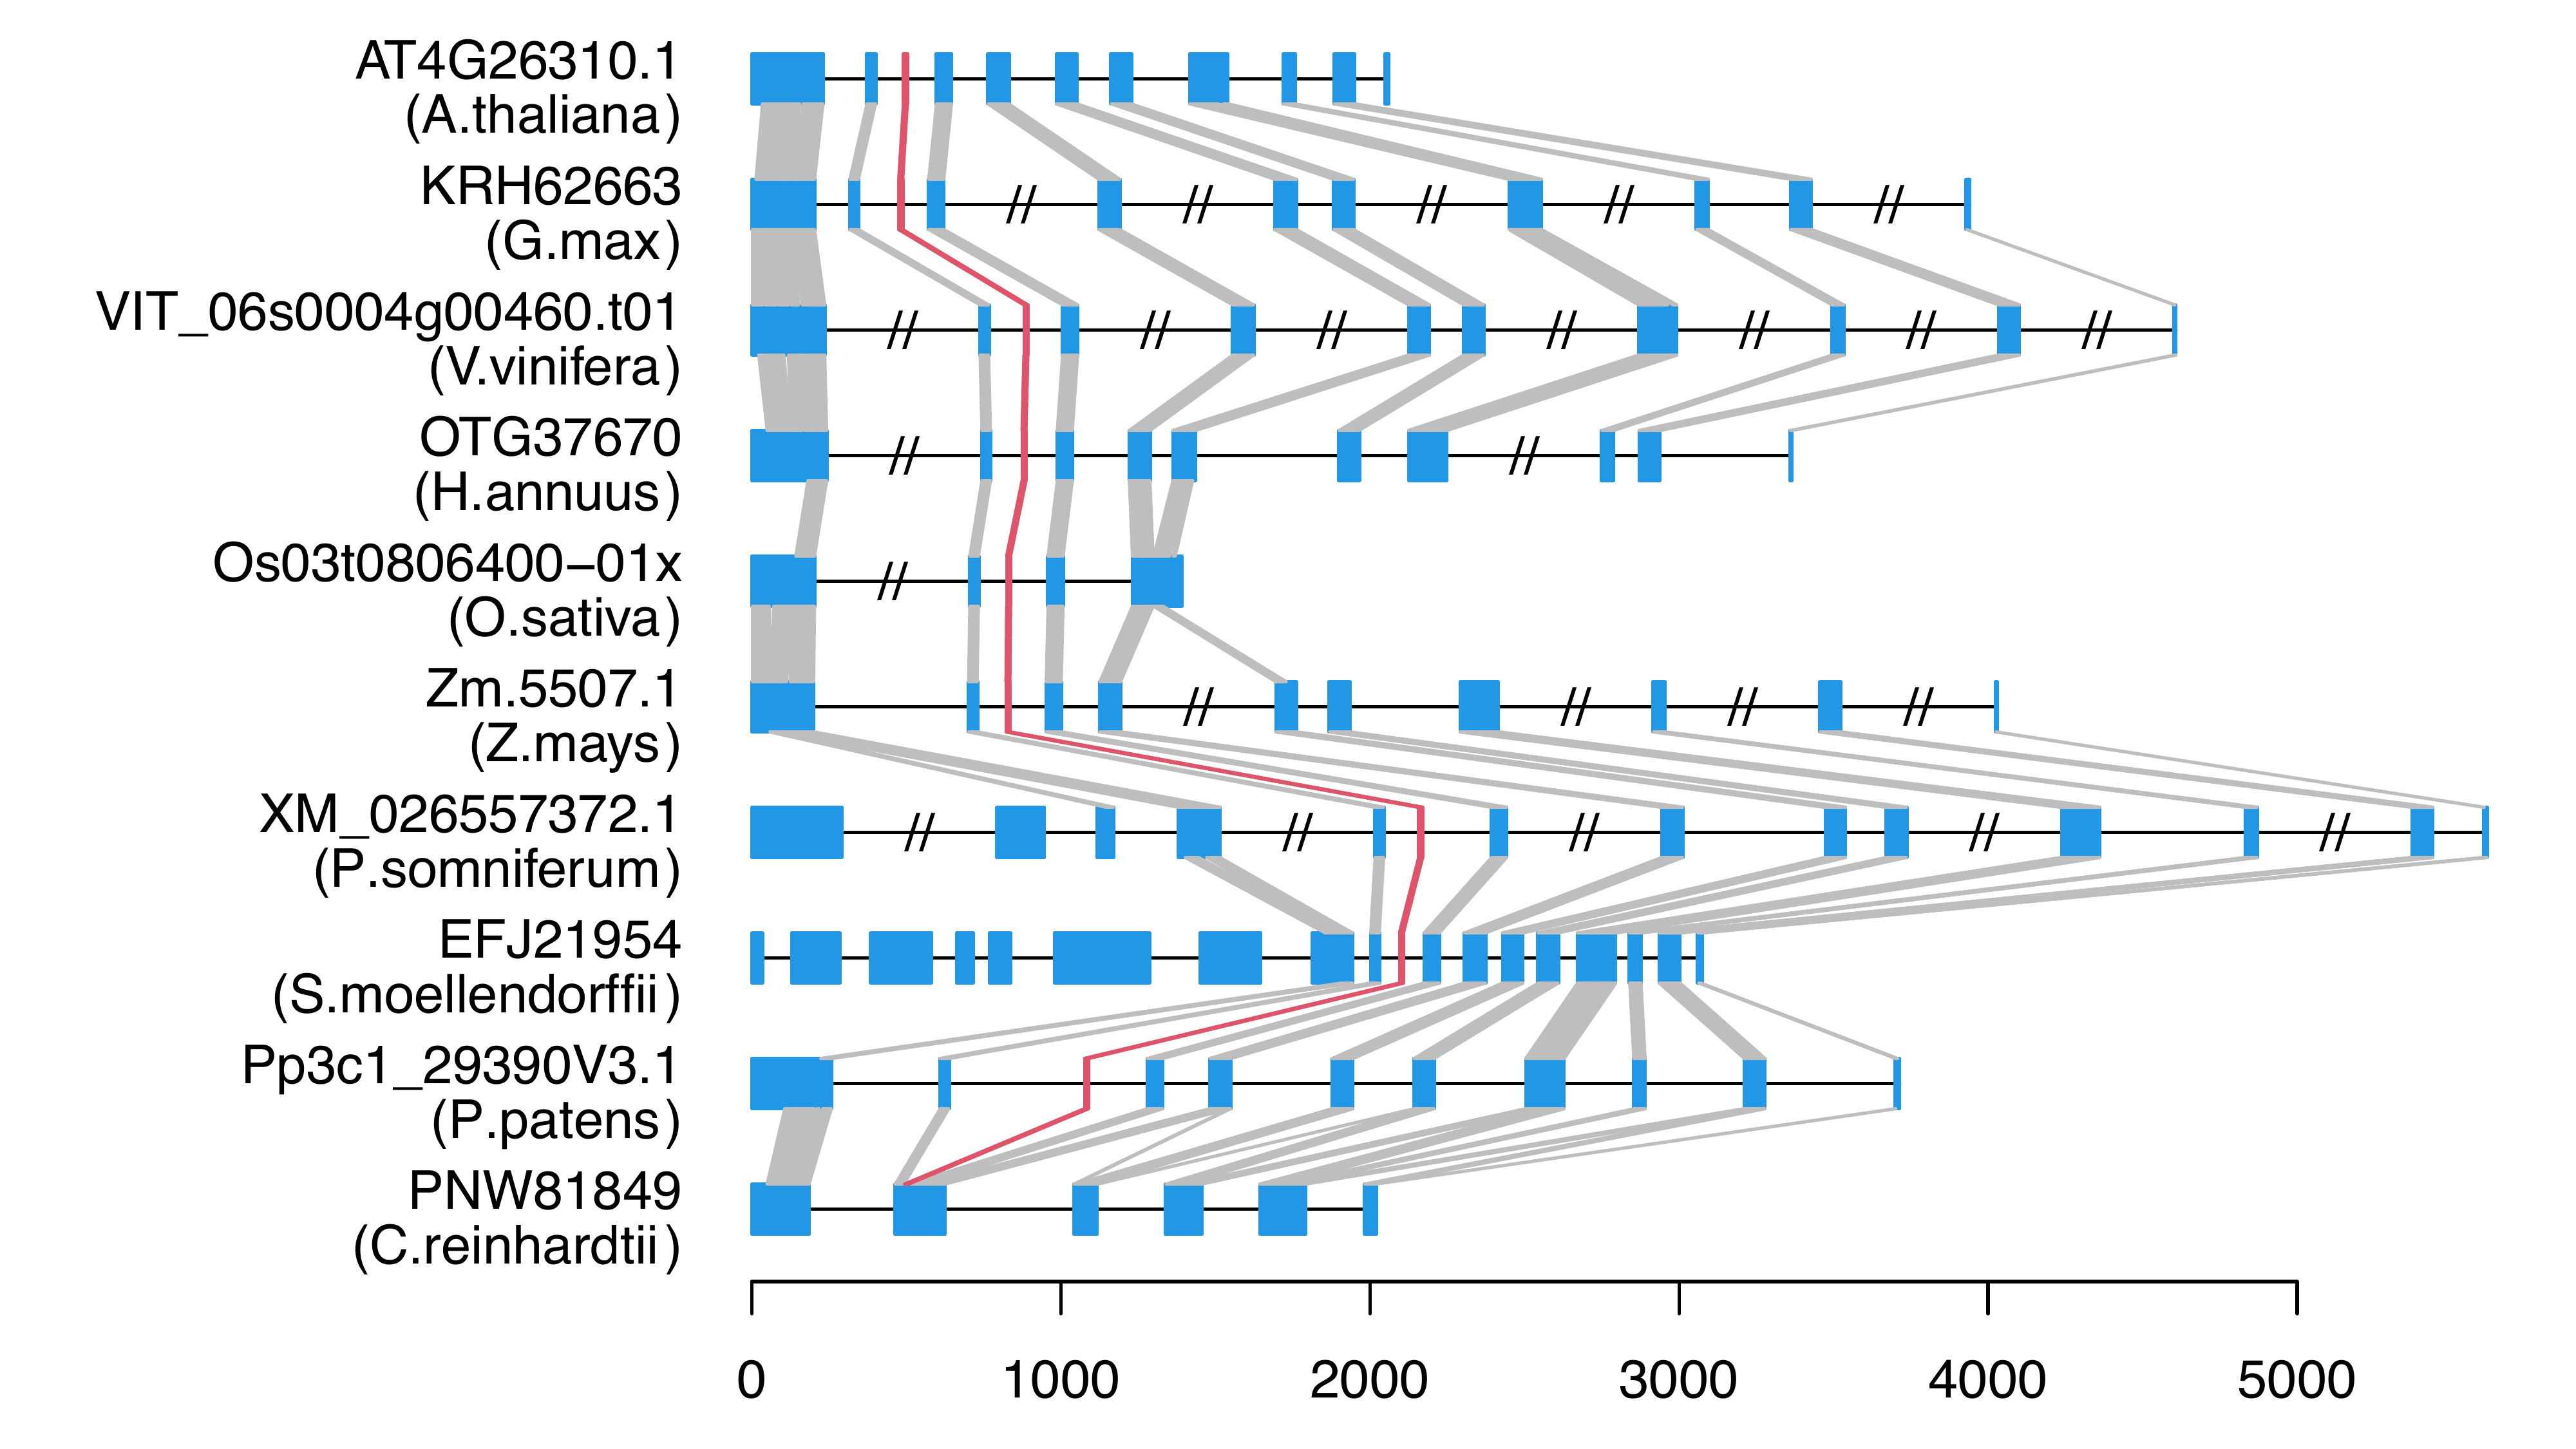 AT4G26310.1
(A.thaliana)
KRH62663
(G.max)
VIT_06s0004g00460.t01
(V.vinifera)
OTG37670
(H.annuus)
Os03t0806400−01x
(O.sativa)
Zm.5507.1
(Z.mays)
XM_026557372.1
(P.somniferum)
EFJ21954
(S.moellendorffii)
Pp3c1_29390V3.1
(P.patens)
PNW81849
(C.reinhardtii)
0 1000 2000 3000 4000 5000